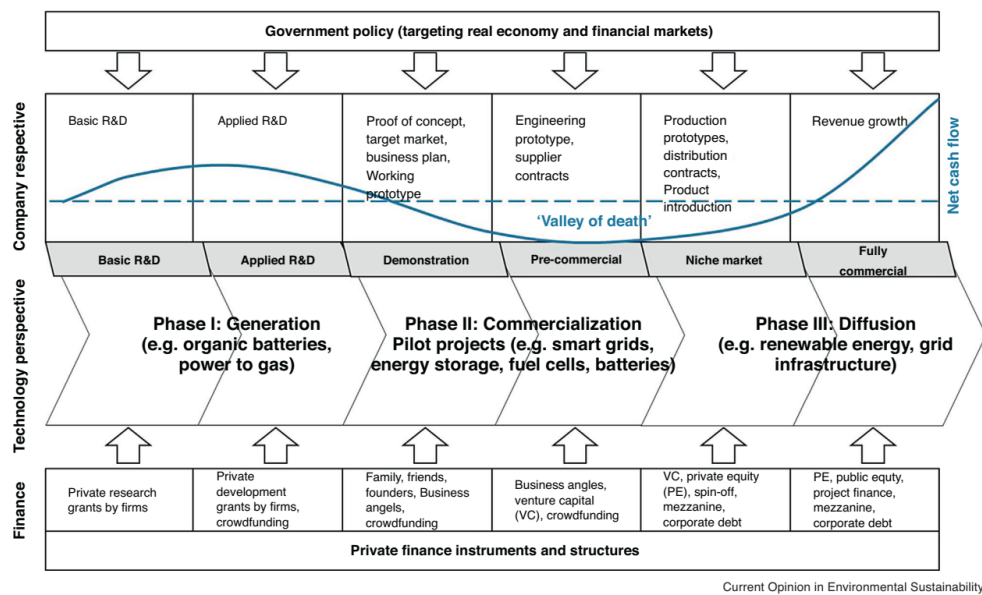 Government policy (targeting real economy and financial markets)
Company respective
Basic R&D
Applied R&D
Proof of concept,
target market,
business plan,
Working
prototype
Engineering
prototype,
supplier
contracts
Production
prototypes,
distribution
contracts,
Product
introduction
Revenue growth
'Valley of death'
Net cash flow
Basic R&D
Applied R&D
Demonstration
Pre-commercial
Niche market
Fully
commercial
Technology perspective
Phase I: Generation
(e.g. organic batteries,
power to gas)
Phase II: Commercialization
Pilot projects (e.g. smart grids,
energy storage, fuel cells, batteries)
Phase III: Diffusion
(e.g. renewable energy, grid
infrastructure)
Finance
Private research
grants by firms
Private
development
grants by firms,
crowdfunding
Family, friends,
founders, Business
angels,
crowdfunding
Business angles,
venture capital
(VC), crowdfunding
VC, private equity
(PE), spin-off,
mezzanine,
corporate debt
PE, public equty,
project finance,
mezzanine,
corporate debt
Private finance instruments and structures
Current Opinion in Environmental Sustainability